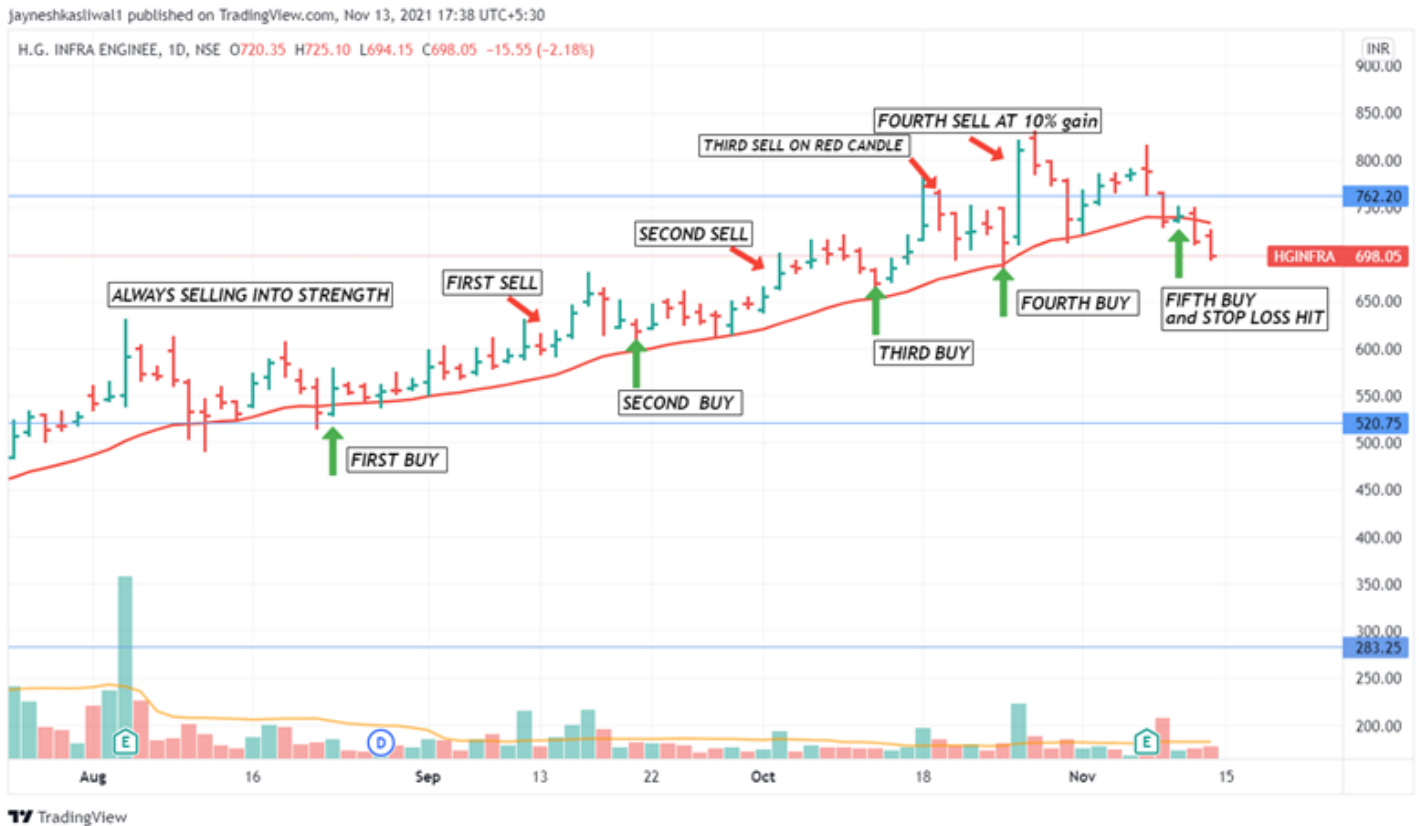 jayneshkasliwal1 published on TradingView.com, Nov 13, 2021 17:38 UTC+5:30
H.G. INFRA ENGINEE, 1D, NSE O720.35 H725.10 L694.15 C698.05 −15.55 (−2.18%)
INR
900.00
850.00
FOURTH SELL AT 10% gain
THIRD SELL ON RED CANDLE
800.00
762.20
750.00
SECOND SELL
HGINFRA 698.05
FIRST SELL
ALWAYS SELLING INTO STRENGTH
650.00
FOURTH BUY
FIFTH BUY
and STOP LOSS HIT
600.00
THIRD BUY
550.00
SECOND BUY
520.75
500.00
FIRST BUY
450.00
400.00
350.00
300.00
283.25
250.00
200.00
E
D
E
Aug 16 Sep 13 22 Oct 18 Nov 15
TradingView